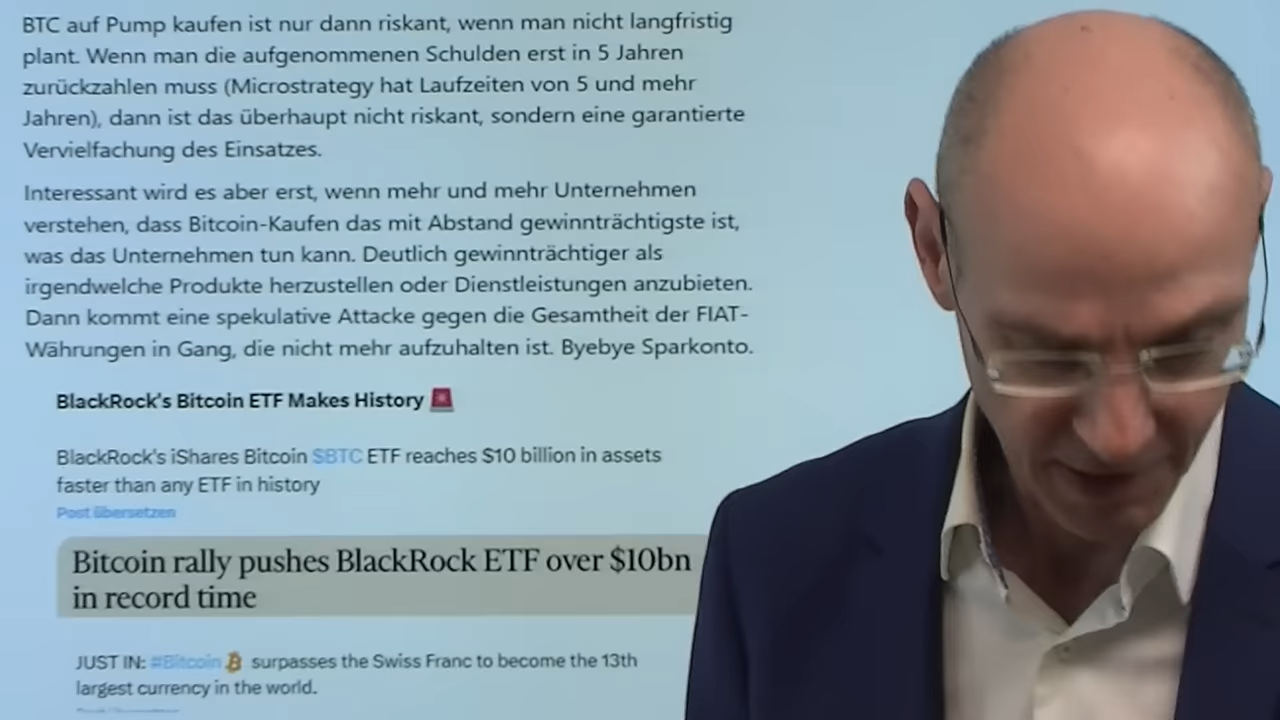 BTC auf Pump kaufen ist nur dann riskant, wenn man nicht langfristig
plant. Wenn man die aufgenommenen Schulden erst in 5 Jahren
zurückzahlen muss (Microstrategy hat Laufzeiten von 5 und mehr
Jahren), dann ist das überhaupt nicht riskant, sondern eine garantierte
Vervielfachung des Einsatzes.
Interessant wird es aber erst, wenn mehr und mehr Unternehmen
verstehen, dass Bitcoin-Kaufen das mit Abstand gewinnträchtigste ist,
was das Unternehmen tun kann. Deutlich gewinnträchtiger als
irgendwelche Produkte herzustellen oder Dienstleistungen anzubieten.
Dann kommt eine spekulative Attacke gegen die Gesamtheit der FIAT-
Währungen in Gang, die nicht mehr aufzuhalten ist. Byebye Sparkonto.
BlackRock's Bitcoin ETF Makes History 🚨
BlackRock's iShares Bitcoin $BTC ETF reaches $10 billion in assets
faster than any ETF in history
Post übersetzen
Bitcoin rally pushes BlackRock ETF over $10bn
in record time
JUST IN: #Bitcoin surpasses the Swiss Franc to become the 13th
largest currency in the world.